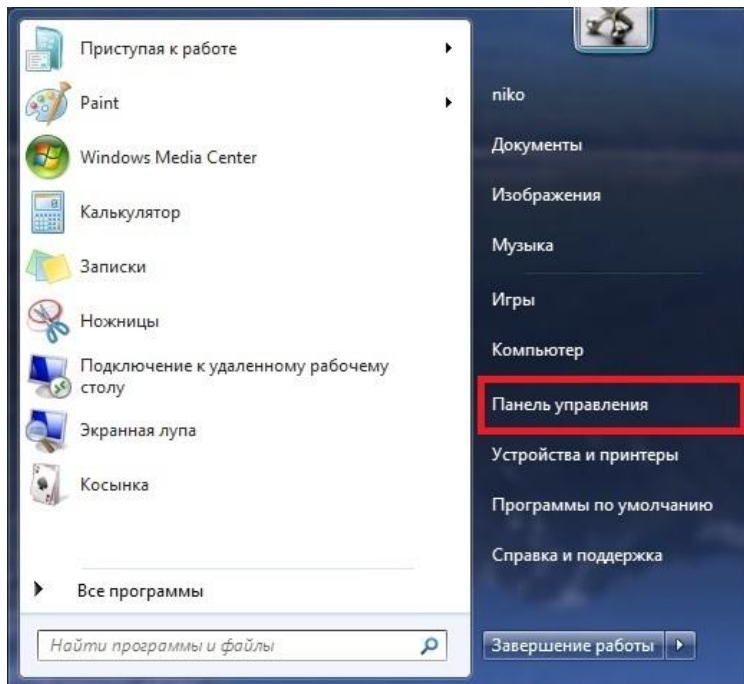 Приступая к работе
Paint
Windows Media Center
Калькулятор
Записки
Ножницы
Подключение к удаленному рабочему
столу
Экранная лупа
Косынка
Все программы
Найти программы и файлы
niko
Документы
Изображения
Музыка
Игры
Компьютер
Панель управления
Устройства и принтеры
Программы по умолчанию
Справка и поддержка
Завершение работы